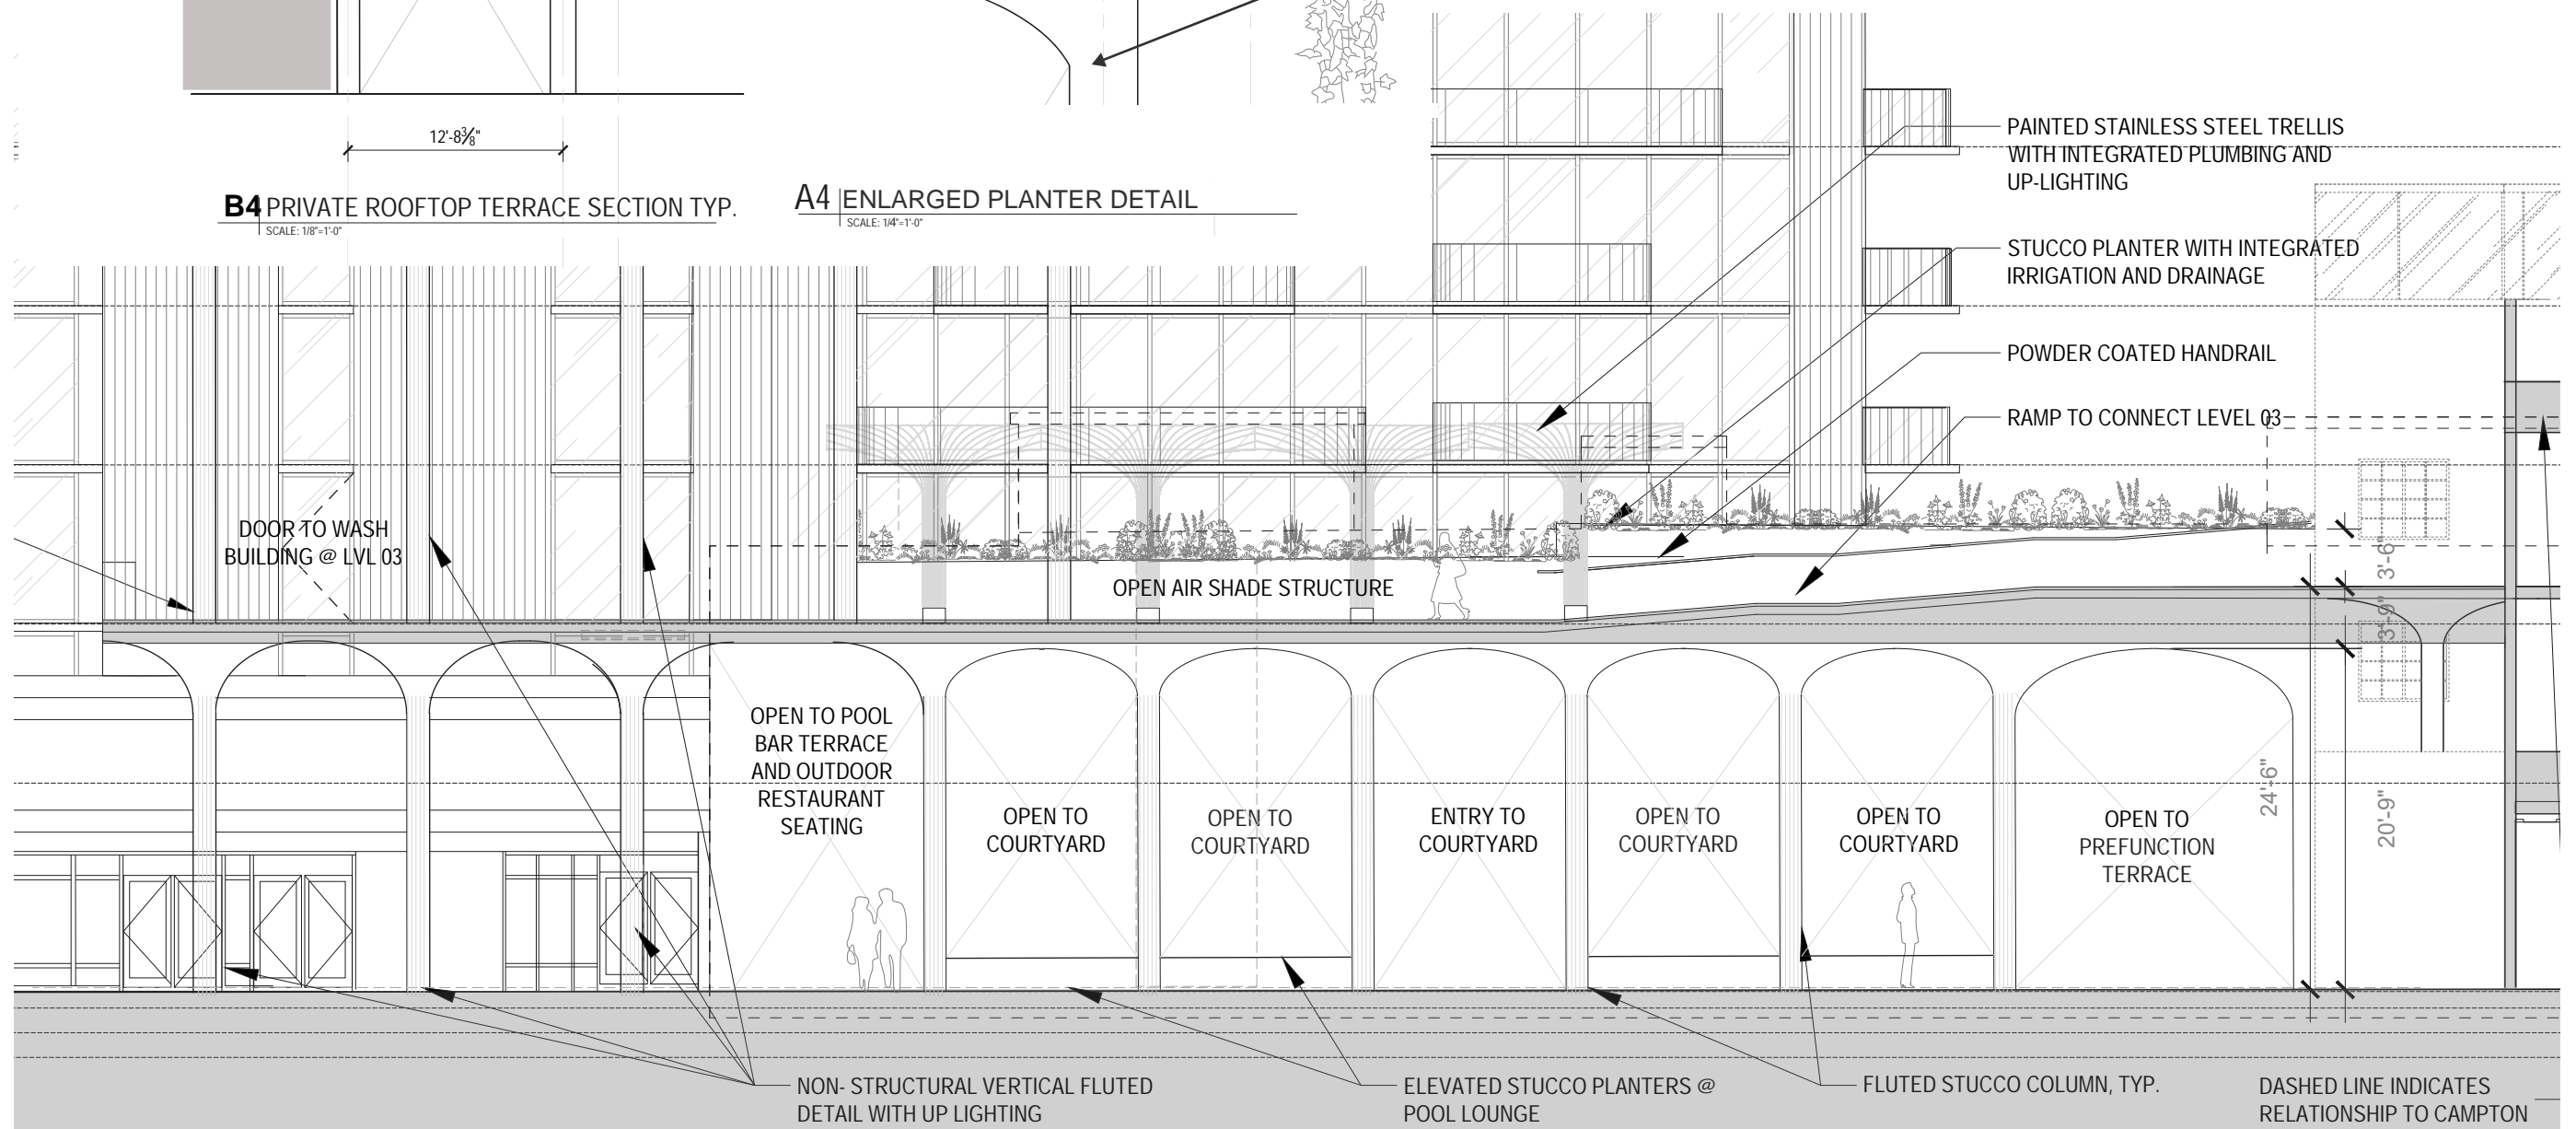 12'-8⅜"
B4 PRIVATE ROOFTOP TERRACE SECTION TYP.
SCALE: 1/8"=1'-0"
A4 ENLARGED PLANTER DETAIL
SCALE: 1/4"=1'-0"
PAINTED STAINLESS STEEL TRELLIS
WITH INTEGRATED PLUMBING AND
UP-LIGHTING
STUCCO PLANTER WITH INTEGRATED
IRRIGATION AND DRAINAGE
POWDER COATED HANDRAIL
RAMP TO CONNECT LEVEL 03
DOOR TO WASH
BUILDING @ LVL 03
OPEN AIR SHADE STRUCTURE
3'-6"
3'-9"
OPEN TO POOL
BAR TERRACE
AND OUTDOOR
RESTAURANT
SEATING
OPEN TO
COURTYARD
OPEN TO
COURTYARD
ENTRY TO
COURTYARD
OPEN TO
COURTYARD
OPEN TO
COURTYARD
OPEN TO
PREFUNCTION
TERRACE
24'-6"
20'-9"
NON- STRUCTURAL VERTICAL FLUTED
DETAIL WITH UP LIGHTING
ELEVATED STUCCO PLANTERS @
POOL LOUNGE
FLUTED STUCCO COLUMN, TYP.
DASHED LINE INDICATES
RELATIONSHIP TO CAMPTON